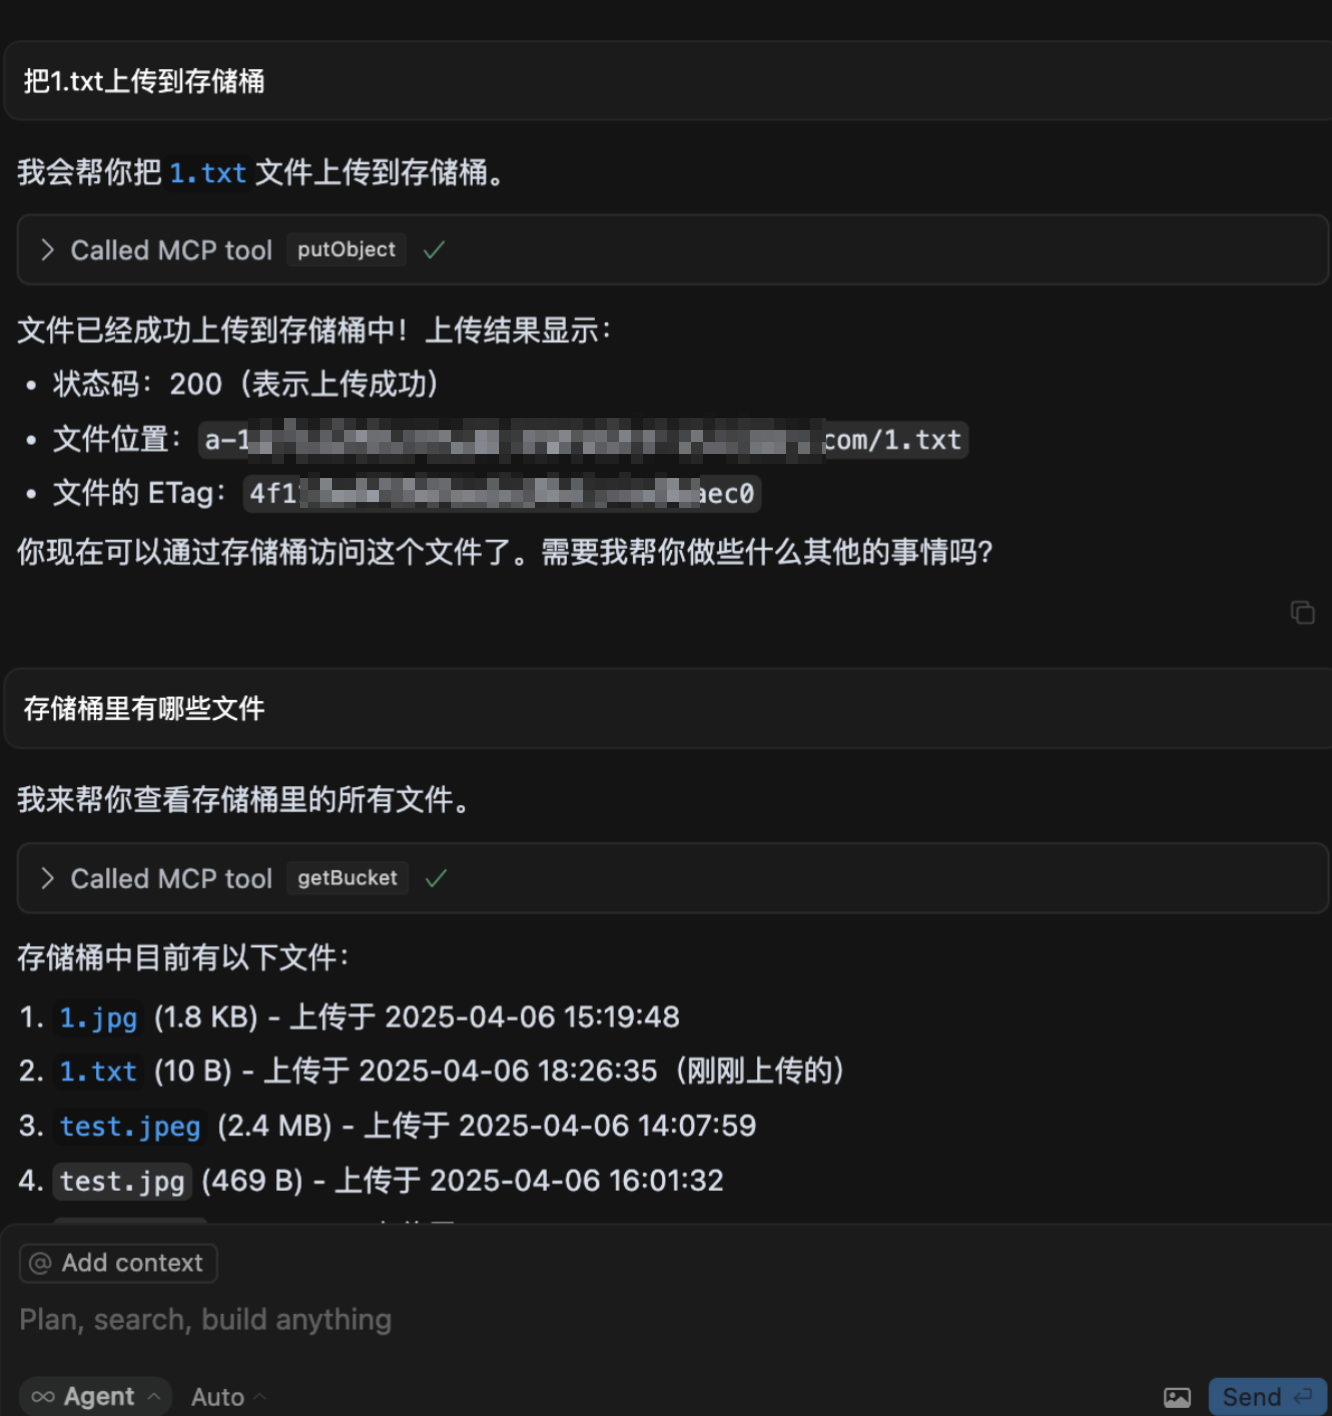 把1.txt上传到存储桶
我会帮你把 1.txt 文件上传到存储桶。
Called MCP tool putObject
文件已经成功上传到存储桶中！上传结果显示：
• 状态码：200（表示上传成功）
• 文件位置：a-1 com/1.txt
• 文件的 ETag：4f1 aec0
你现在可以通过存储桶访问这个文件了。需要我帮你做些什么其他的事情吗？
存储桶里有哪些文件
我来帮你查看存储桶里的所有文件。
Called MCP tool getBucket
存储桶中目前有以下文件：
1. 1.jpg (1.8 KB) - 上传于 2025-04-06 15:19:48
2. 1.txt (10 B) - 上传于 2025-04-06 18:26:35（刚刚上传的）
3. test.jpeg (2.4 MB) - 上传于 2025-04-06 14:07:59
4. test.jpg (469 B) - 上传于 2025-04-06 16:01:32
@ Add context
Plan, search, build anything
∞ Agent Auto Send